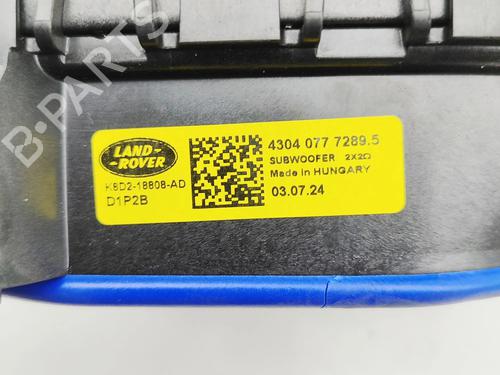 B-PARTS
LAND-
ROVER
K8D2-18808-AD
D1P2B
4304 077 7289.5
SUBWOOFER 2X2Ω
Made in HUNGARY
03.07.24